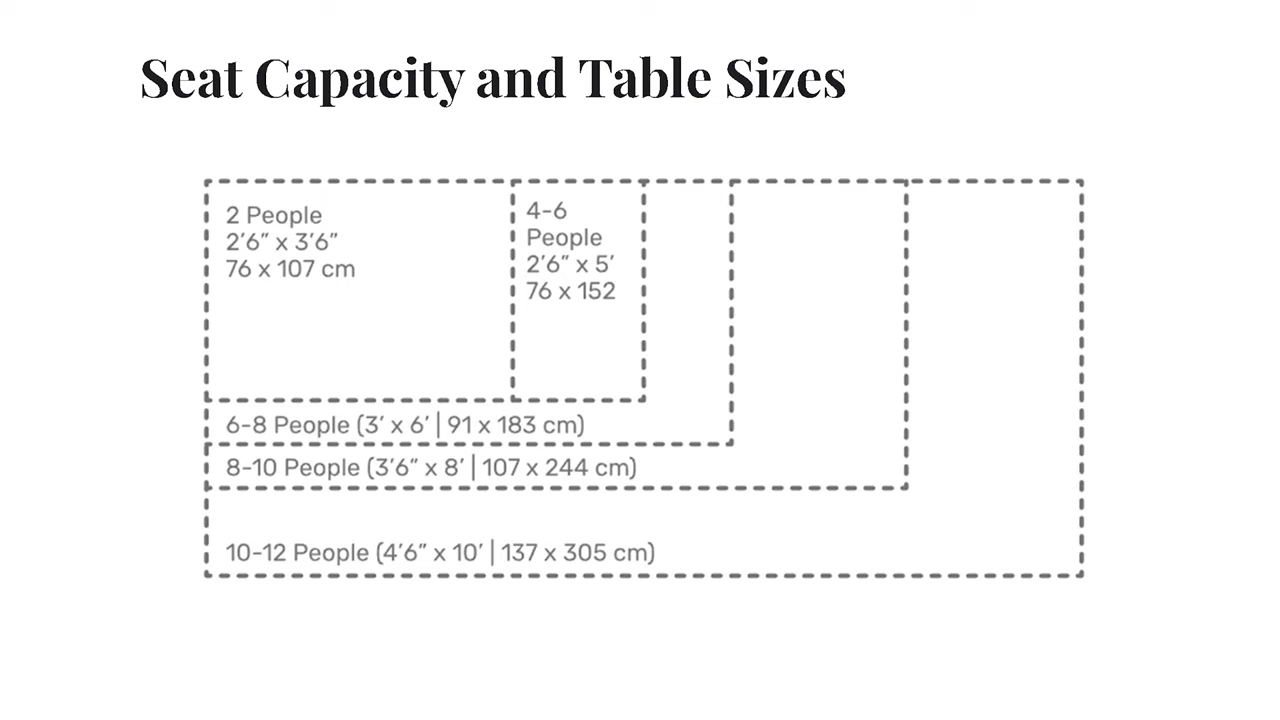 Seat Capacity and Table Sizes
2 People
2’6” x 3’6”
76 x 107 cm
4-6
People
2’6” x 5’
76 x 152
6-8 People (3’ x 6’ | 91 x 183 cm)
8-10 People (3’6” x 8’ | 107 x 244 cm)
10-12 People (4’6” x 10’ | 137 x 305 cm)